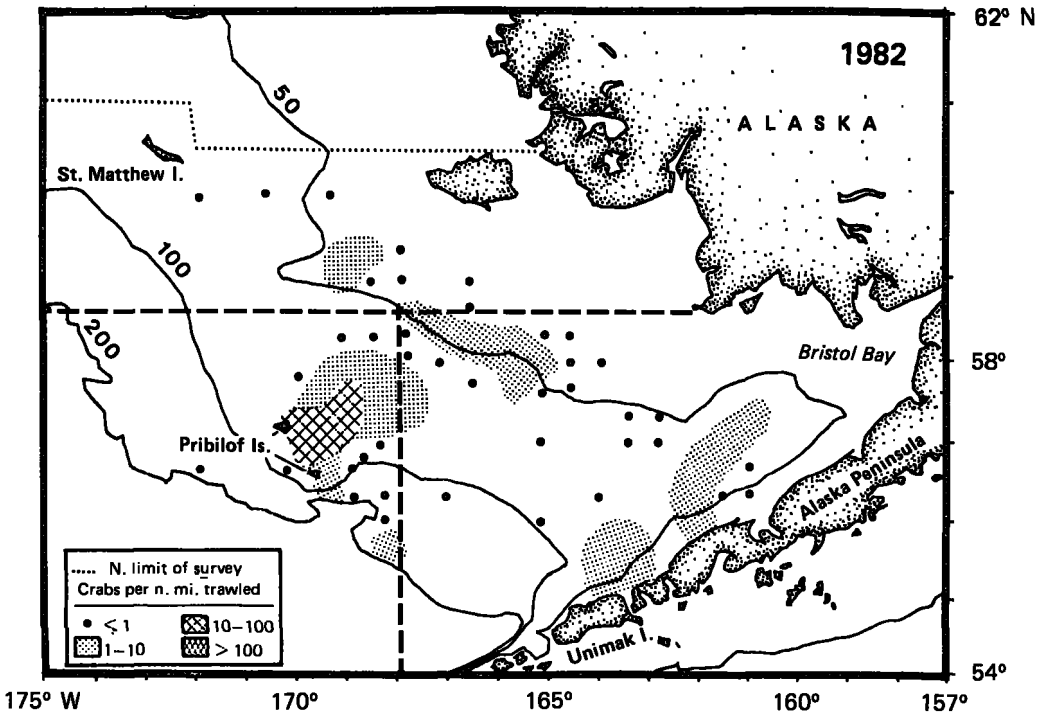 62° N
1982
ALASKA
50
St. Matthew I.
100
200
Bristol Bay
58°
Pribilof Is.
Alaska Peninsula
Unimak I.
..... N. limit of survey
Crabs per n. mi. trawled
● ≤ 1
10–100
1–10
> 100
54°
175° W
170°
165°
160°
157°